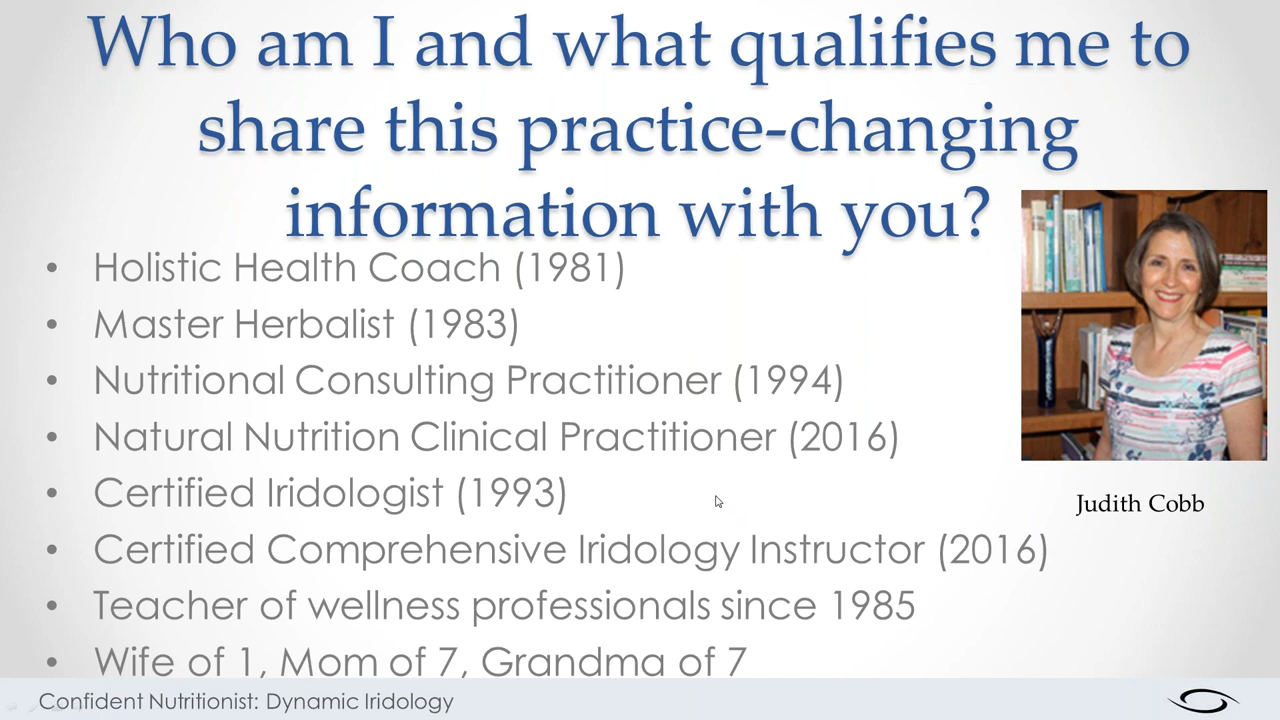 Who am I and what qualifies me to
share this practice-changing
information with you?
• Holistic Health Coach (1981)
• Master Herbalist (1983)
• Nutritional Consulting Practitioner (1994)
• Natural Nutrition Clinical Practitioner (2016)
• Certified Iridologist (1993)
• Certified Comprehensive Iridology Instructor (2016)
• Teacher of wellness professionals since 1985
• Wife of 1, Mom of 7, Grandma of 7
Judith Cobb
Confident Nutritionist: Dynamic Iridology